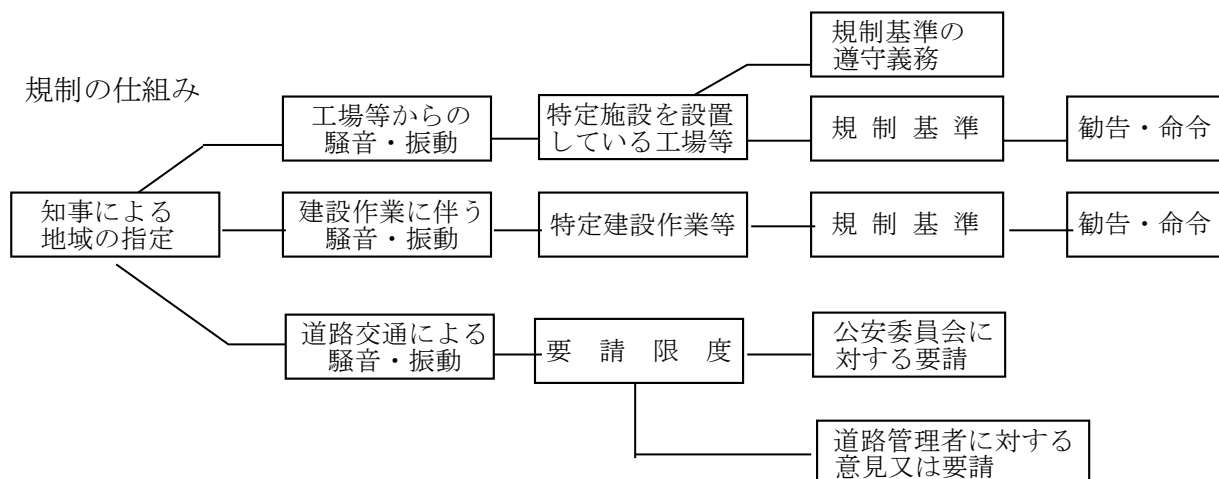 規制の仕組み
規制基準の
遵守義務
工場等からの
騒音・振動
特定施設を設置
している工場等
規 制 基 準
勧告・命令
知事による
地域の指定
建設作業に伴う
騒音・振動
特定建設作業等
規 制 基 準
勧告・命令
道路交通による
騒音・振動
要 請 限 度
公安委員会に
対する要請
道路管理者に対する
意見又は要請